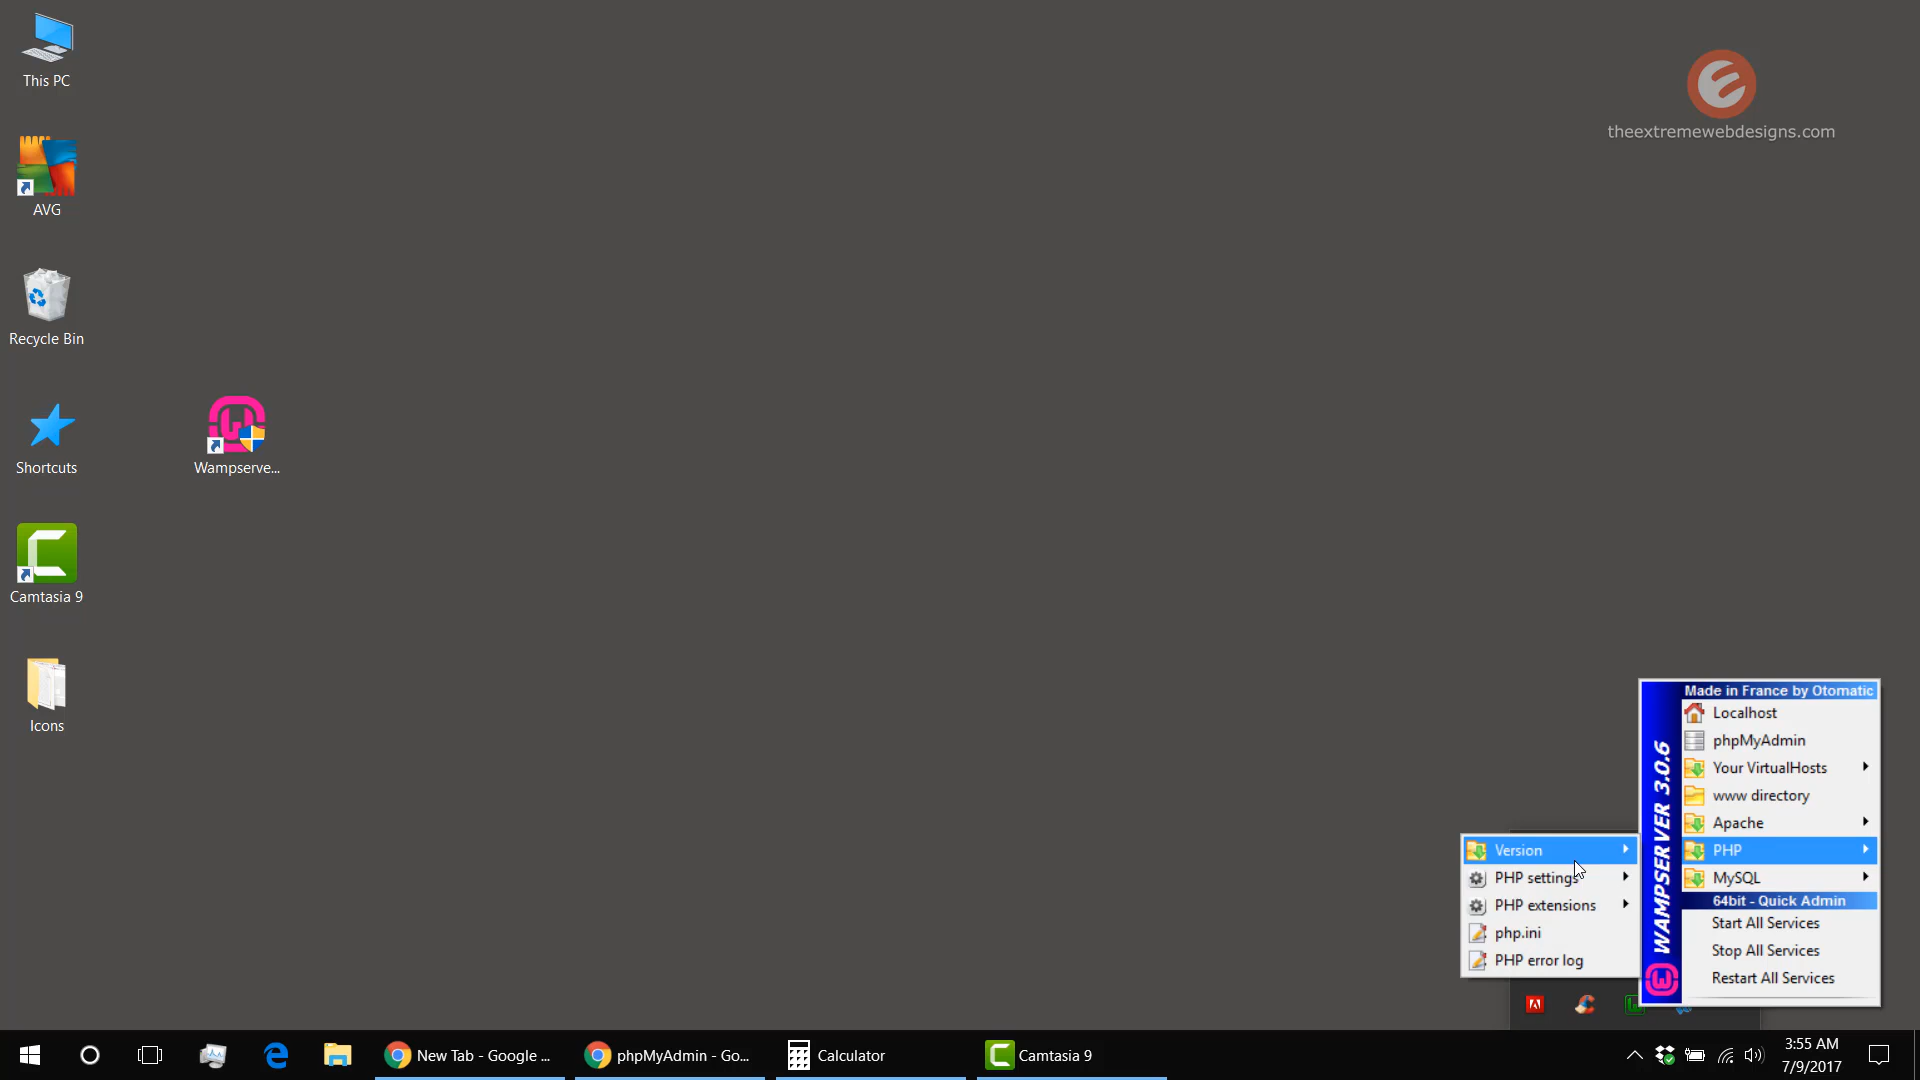 This PC
AVG
Recycle Bin
Shortcuts
Wampserve...
Camtasia 9
Icons
theextremewebdesigns.com
Made in France by Otomatic
Localhost
phpMyAdmin
Your VirtualHosts
www directory
Apache
PHP
MySQL
64bit - Quick Admin
Start All Services
Stop All Services
Restart All Services
WAMPSERVER 3.0.6
Version
PHP settings
PHP extensions
php.ini
PHP error log
New Tab - Google ...
phpMyAdmin - Go...
Calculator
Camtasia 9
3:55 AM
7/9/2017